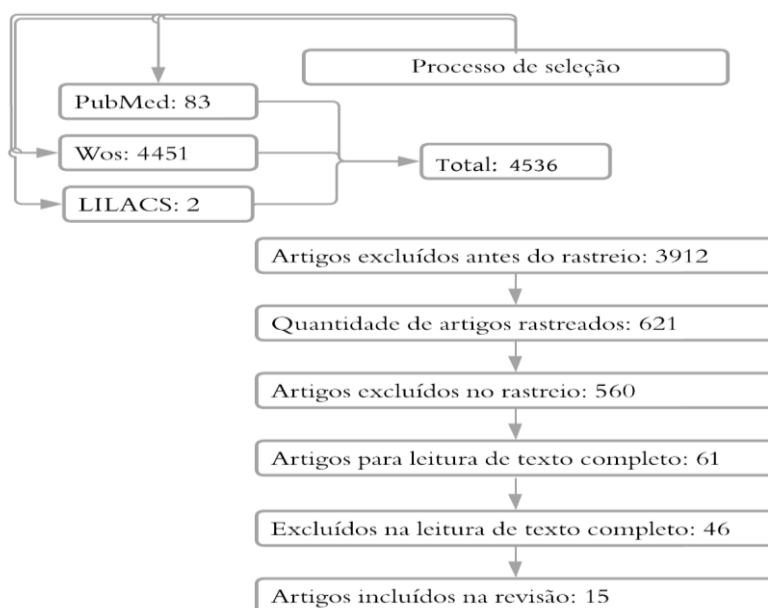 Processo de seleção
PubMed: 83
Wos: 4451
LILACS: 2
Total: 4536
Artigos excluídos antes do rastreio: 3912
Quantidade de artigos rastreados: 621
Artigos excluídos no rastreio: 560
Artigos para leitura de texto completo: 61
Excluídos na leitura de texto completo: 46
Artigos incluídos na revisão: 15